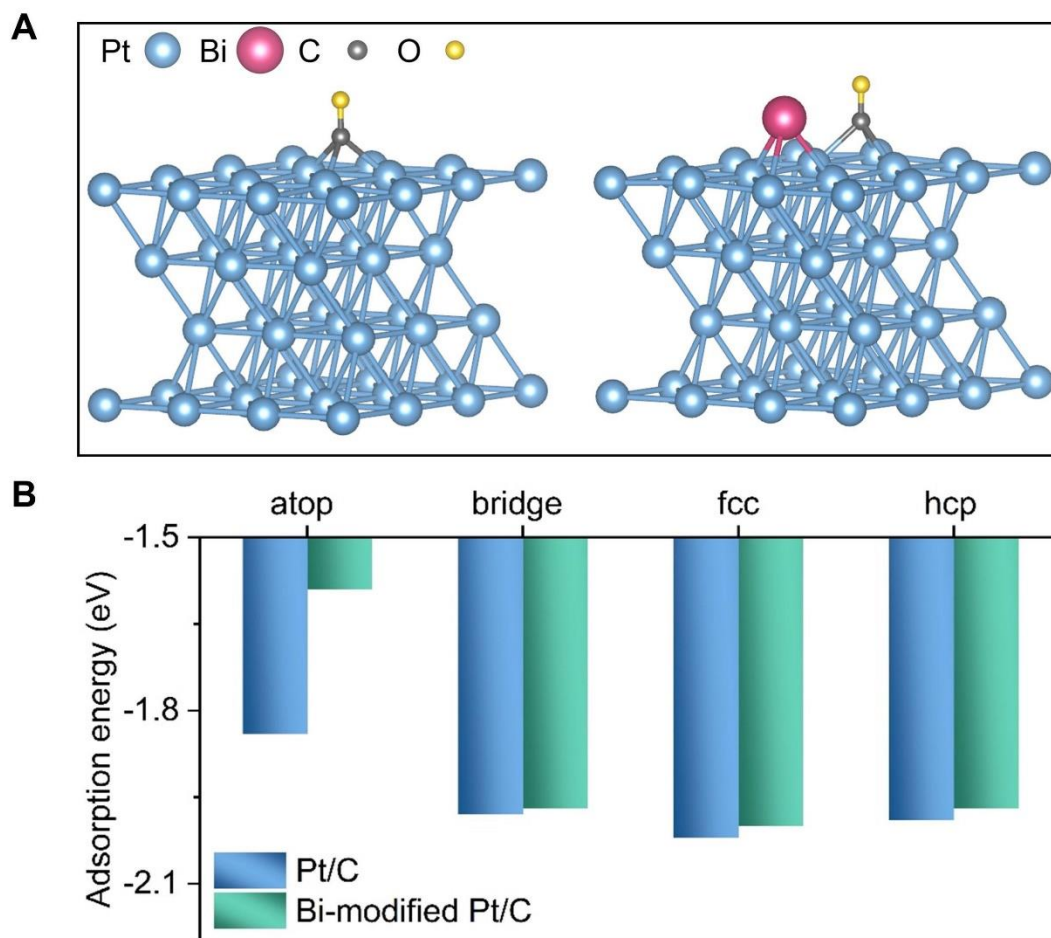 A
Pt Bi C O
B
atop bridge fcc hcp
-1.5
-1.8
-2.1
Adsorption energy (eV)
Pt/C
Bi-modified Pt/C